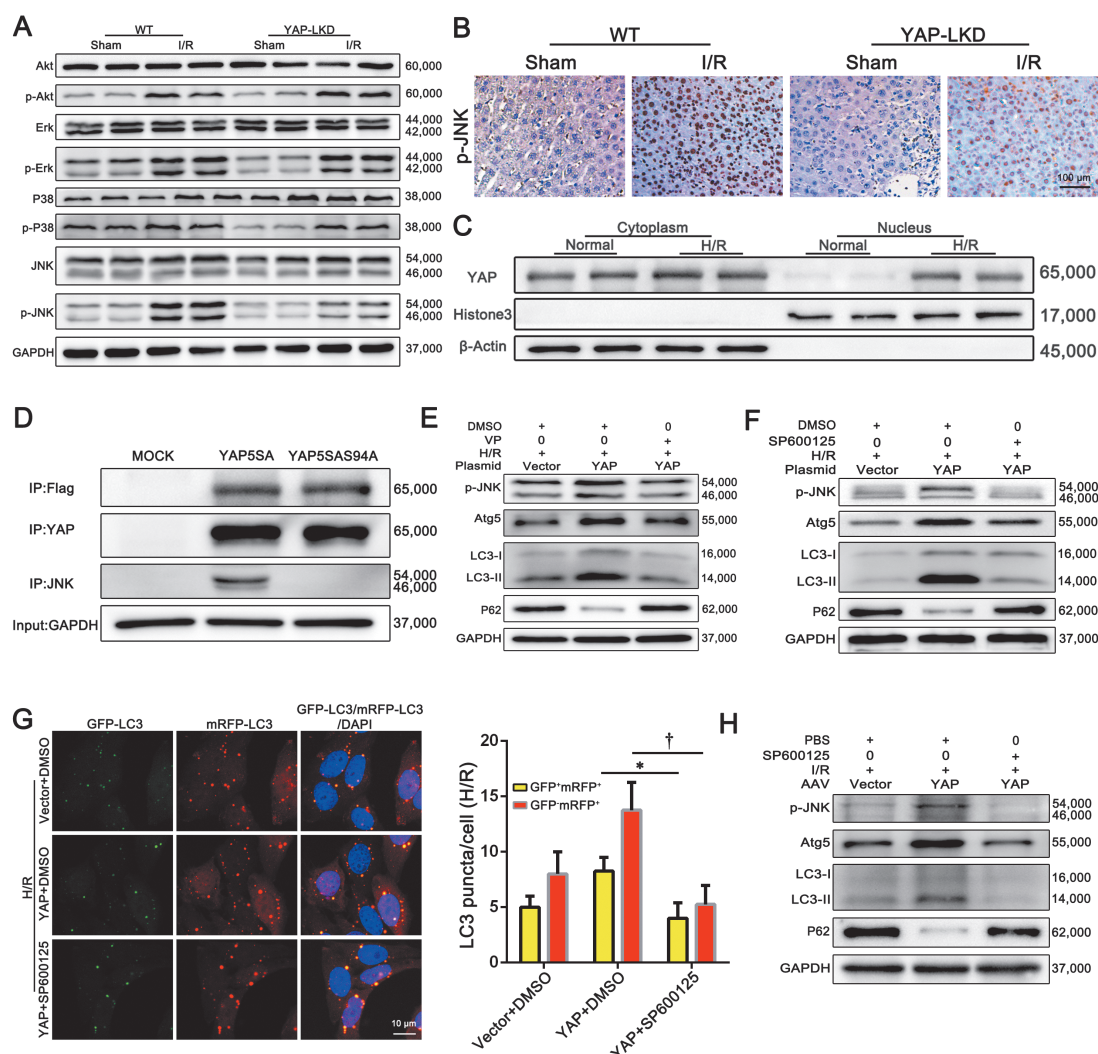 A
WT YAP-LKD
Sham I/R Sham I/R
Akt 60,000
p-Akt 60,000
Erk 44,000
42,000
p-Erk 44,000
42,000
P38 38,000
p-P38 38,000
JNK 54,000
46,000
p-JNK 54,000
46,000
GAPDH 37,000
B
WT YAP-LKD
Sham I/R Sham I/R
p-JNK
100 µm
C
Cytoplasm Nucleus
Normal H/R Normal H/R
YAP 65,000
Histone3 17,000
β-Actin 45,000
D
MOCK YAP5SA YAP5SAS94A
IP:Flag 65,000
IP:YAP 65,000
IP:JNK 54,000
46,000
Input:GAPDH 37,000
E
DMSO + + 0
VP 0 0 +
H/R + + +
Plasmid Vector YAP YAP
p-JNK 54,000
46,000
Atg5 55,000
LC3-I 16,000
LC3-II 14,000
P62 62,000
GAPDH 37,000
F
DMSO + + 0
SP600125 0 0 +
H/R + + +
Plasmid Vector YAP YAP
p-JNK 54,000
46,000
Atg5 55,000
LC3-I 16,000
LC3-II 14,000
P62 62,000
GAPDH 37,000
G
GFP-LC3 mRFP-LC3 GFP-LC3/mRFP-LC3
/DAPI
H/R
Vector+DMSO
YAP+DMSO
YAP+SP600125
10 µm
LC3 puncta/cell (H/R)
20
15
10
5
0
GFP⁺mRFP⁺
GFP⁻mRFP⁺
* †
Vector+DMSO
YAP+DMSO
YAP+SP600125
H
PBS + + 0
SP600125 0 0 +
I/R + + +
AAV Vector YAP YAP
p-JNK 54,000
46,000
Atg5 55,000
LC3-I 16,000
LC3-II 14,000
P62 62,000
GAPDH 37,000